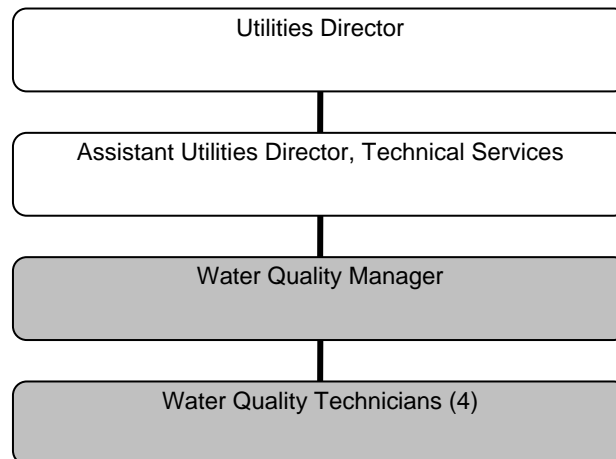 Utilities Director
Assistant Utilities Director, Technical Services
Water Quality Manager
Water Quality Technicians (4)